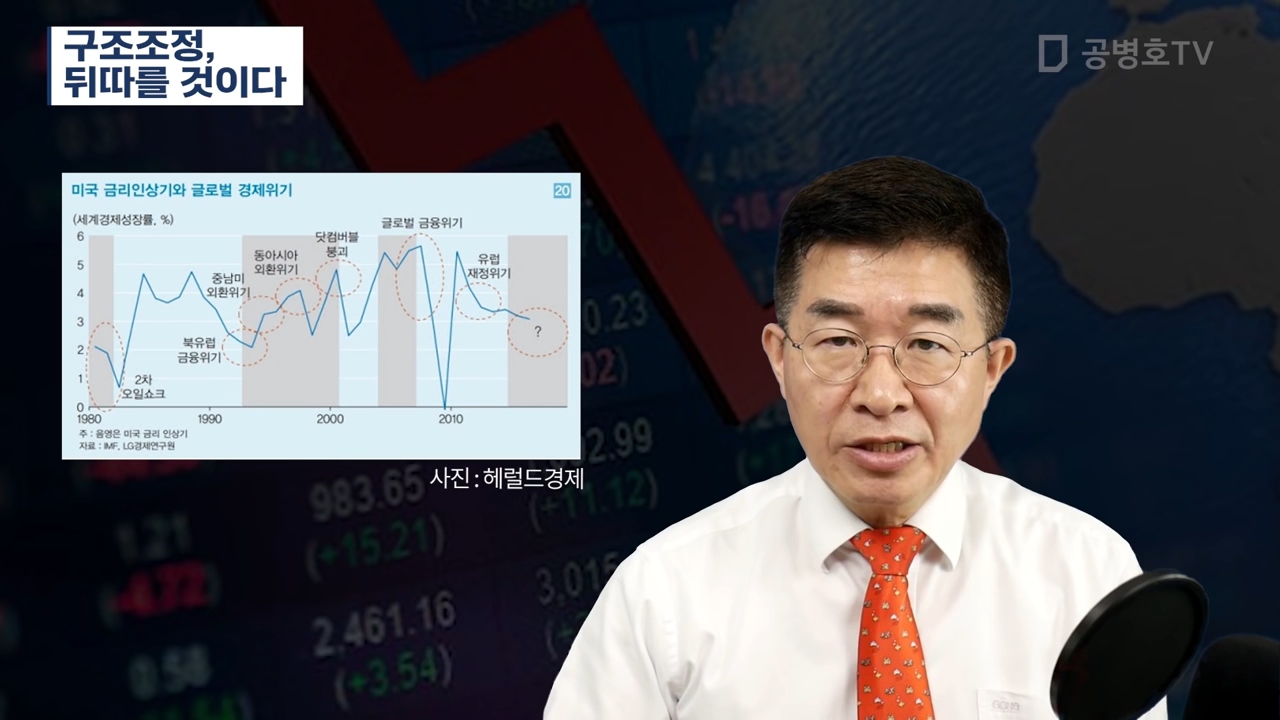 구조조정,
뒤따를 것이다
공병호TV
미국 금리인상기와 글로벌 경제위기
20
(세계경제성장률, %)
6
5
4
3
2
1
0
1980
1990
2000
2010
2차
오일쇼크
북유럽
금융위기
중남미
외환위기
동아시아
외환위기
닷컴버블
붕괴
글로벌 금융위기
유럽
재정위기
?
주 : 음영은 미국 금리 인상기
자료 : IMF, LG경제연구원
사진 : 헤럴드경제
983.65
(+15.21)
(+11.12)
1.21
-4.72
2,461.16
(+3.54)
0.58
0.23